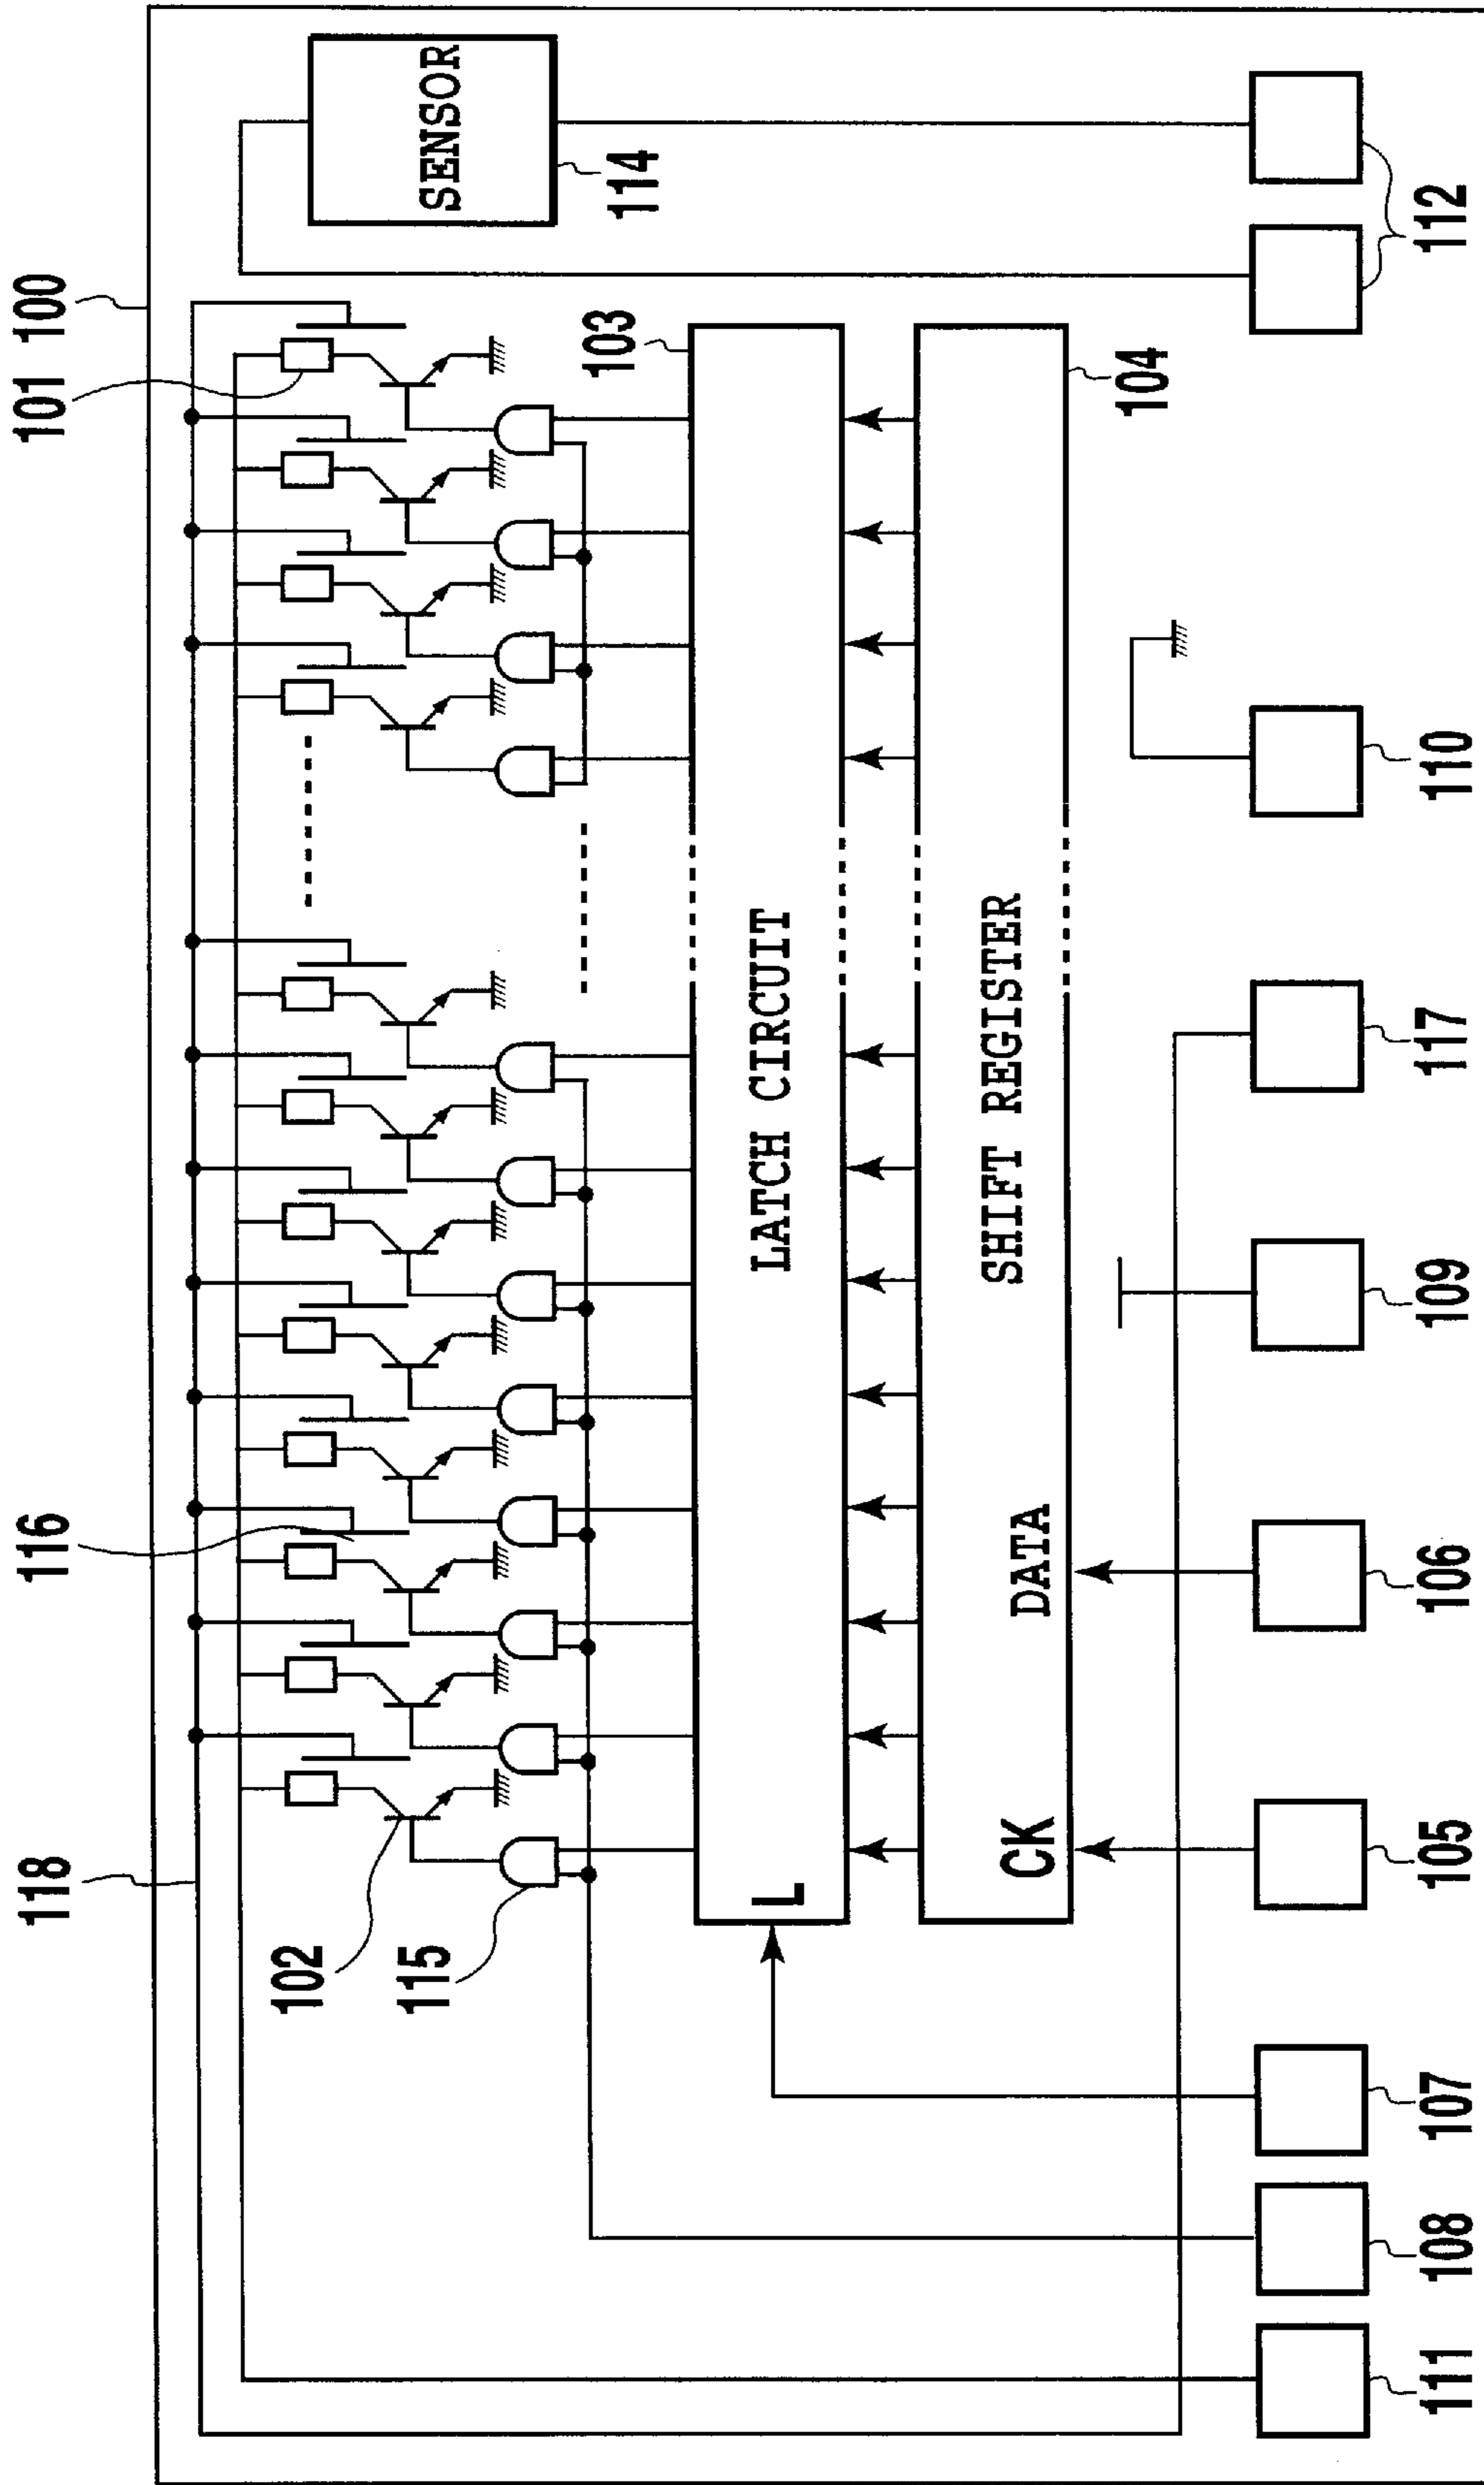 101 100
118
116
102
115
103
104
SENSOR
114
LATCH CIRCUIT
L
SHIFT REGISTER
DATA
CK
111
108
107
105
106
109
117
110
112